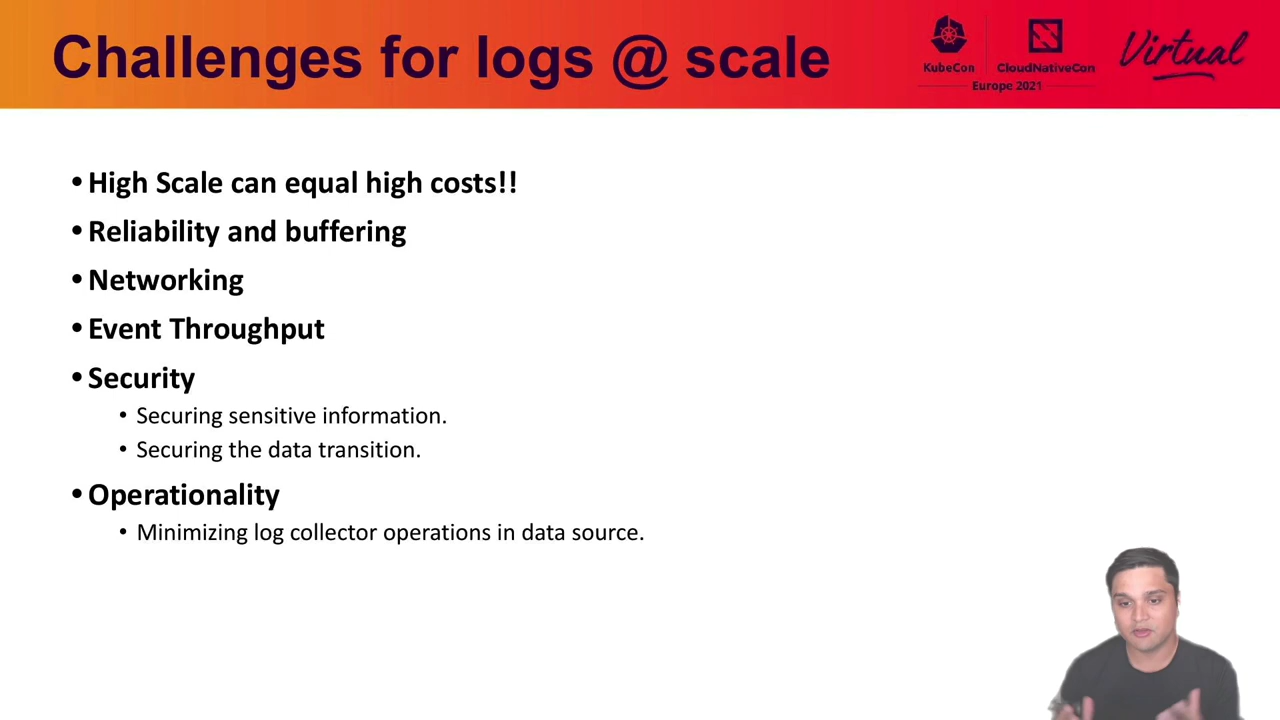 Challenges for logs @ scale
KubeCon
CloudNativeCon
Europe 2021
Virtual
• High Scale can equal high costs!!
• Reliability and buffering
• Networking
• Event Throughput
• Security
• Securing sensitive information.
• Securing the data transition.
• Operationality
• Minimizing log collector operations in data source.